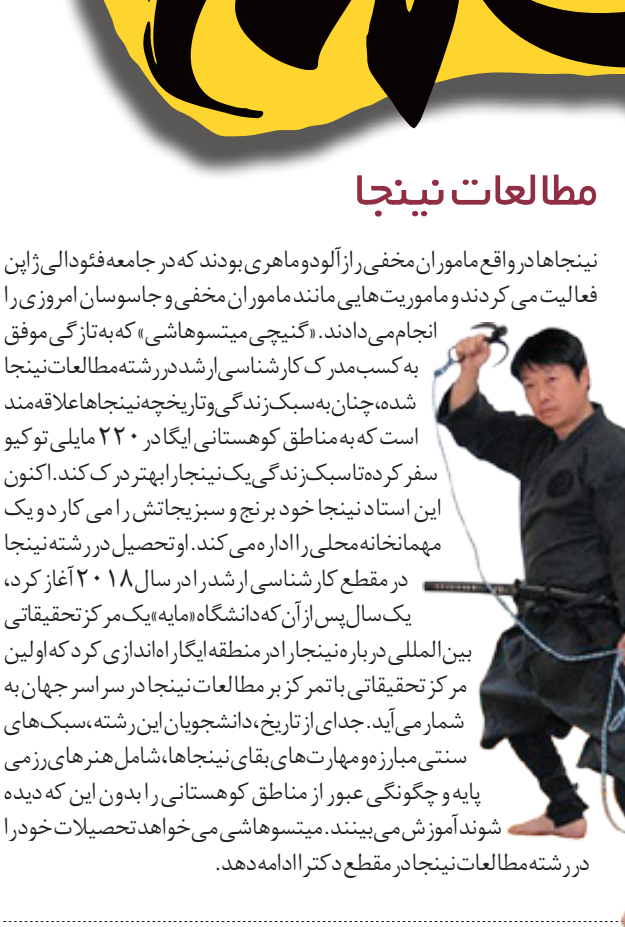 مطالعات نینجا
نینجاها در واقع ماموران مخفی رازآلود و ماهری بودند که در جامعه فئودالی ژاپن
فعالیت می کردند و ماموریت‌هایی مانند ماموران مخفی و جاسوسان امروزی را
انجام می‌دادند. «گنیچی میتسوهاشی» که به تازگی موفق
به کسب مدرک کارشناسی ارشد در رشته مطالعات نینجا
شده، چنان به سبک زندگی و تاریخچه نینجاها علاقه‌مند
است که به مناطق کوهستانی ایگا در ۲۲۰ مایلی توکیو
سفر کرده تا سبک زندگی یک نینجا را بهتر درک کند. اکنون
این استاد نینجا خود برنج و سبزیجاتش را می کارد و یک
مهمانخانه محلی را اداره می کند. او تحصیل در رشته نینجا
در مقطع کارشناسی ارشد را در سال ۲۰۱۸ آغاز کرد،
یک سال پس از آن که دانشگاه «مایه» یک مرکز تحقیقاتی
بین‌المللی درباره نینجا را در منطقه ایگا راه‌اندازی کرد که اولین
مرکز تحقیقاتی با تمرکز بر مطالعات نینجا در سراسر جهان به
شمار می‌آید. جدای از تاریخ، دانشجویان این رشته، سبک‌های
سنتی مبارزه و مهارت‌های بقای نینجاها، شامل هنرهای رزمی
پایه و چگونگی عبور از مناطق کوهستانی را بدون این که دیده
شوند آموزش می‌بینند. میتسوهاشی می‌خواهد تحصیلات خود را
در رشته مطالعات نینجا در مقطع دکترا ادامه دهد.